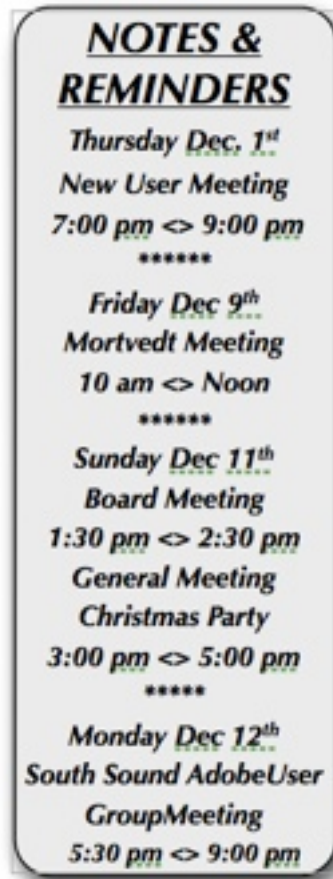 NOTES &
REMINDERS
Thursday Dec, 1st
New User Meeting
7:00 pm <> 9:00 pm
******
Friday Dec 9th
Mortvedt Meeting
10 am <> Noon
******
Sunday Dec 11th
Board Meeting
1:30 pm <> 2:30 pm
General Meeting
Christmas Party
3:00 pm <> 5:00 pm
*****
Monday Dec 12th
South Sound AdobeUser
GroupMeeting
5:30 pm <> 9:00 pm